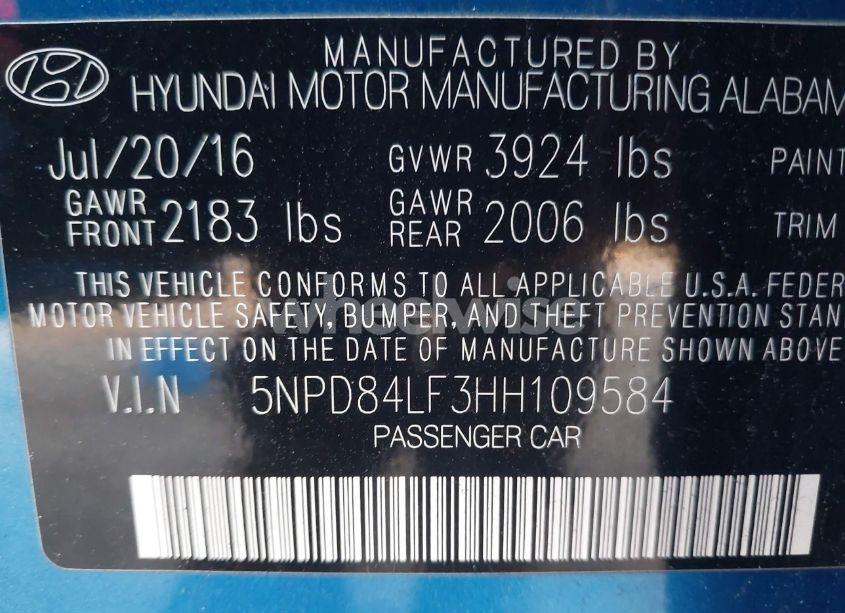 MANUFACTURED BY
HYUNDAI MOTOR MANUFACTURING ALABAM
Jul/20/16 GVWR 3924 lbs PAINT
GAWR FRONT 2183 lbs GAWR REAR 2006 lbs TRIM
THIS VEHICLE CONFORMS TO ALL APPLICABLE U.S.A. FEDER
MOTOR VEHICLE SAFETY, BUMPER, AND THEFT PREVENTION STAN
IN EFFECT ON THE DATE OF MANUFACTURE SHOWN ABOVE
V.I.N 5NPD84LF3HH109584
PASSENGER CAR
wheelwise